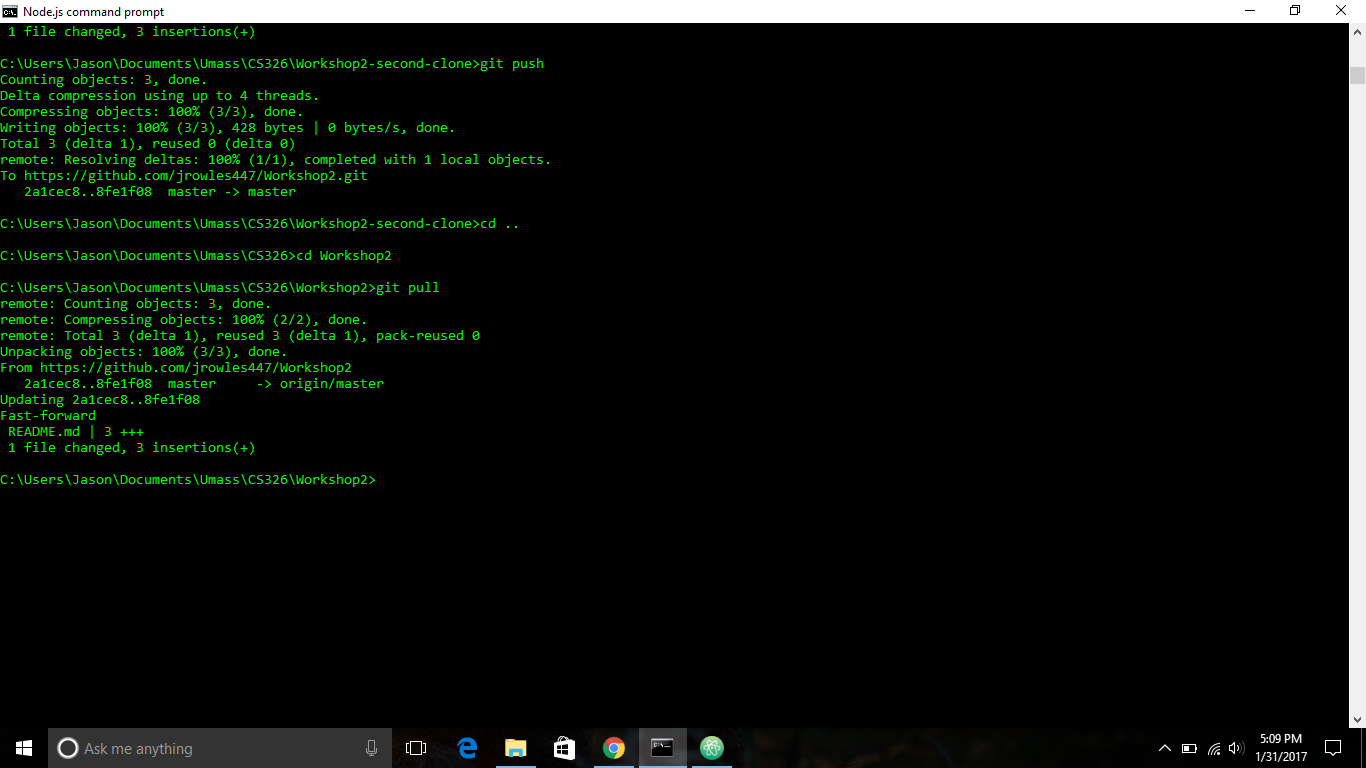 Node.js command prompt
 1 file changed, 3 insertions(+)
C:\Users\Jason\Documents\Umass\CS326\Workshop2-second-clone>git push
Counting objects: 3, done.
Delta compression using up to 4 threads.
Compressing objects: 100% (3/3), done.
Writing objects: 100% (3/3), 428 bytes | 0 bytes/s, done.
Total 3 (delta 1), reused 0 (delta 0)
remote: Resolving deltas: 100% (1/1), completed with 1 local objects.
To https://github.com/jrowles447/Workshop2.git
   2a1cec8..8fe1f08  master -> master
C:\Users\Jason\Documents\Umass\CS326\Workshop2-second-clone>cd ..
C:\Users\Jason\Documents\Umass\CS326>cd Workshop2
C:\Users\Jason\Documents\Umass\CS326\Workshop2>git pull
remote: Counting objects: 3, done.
remote: Compressing objects: 100% (2/2), done.
remote: Total 3 (delta 1), reused 3 (delta 1), pack-reused 0
Unpacking objects: 100% (3/3), done.
From https://github.com/jrowles447/Workshop2
   2a1cec8..8fe1f08  master     -> origin/master
Updating 2a1cec8..8fe1f08
Fast-forward
 README.md | 3 +++
 1 file changed, 3 insertions(+)
C:\Users\Jason\Documents\Umass\CS326\Workshop2>
Ask me anything
5:09 PM
1/31/2017